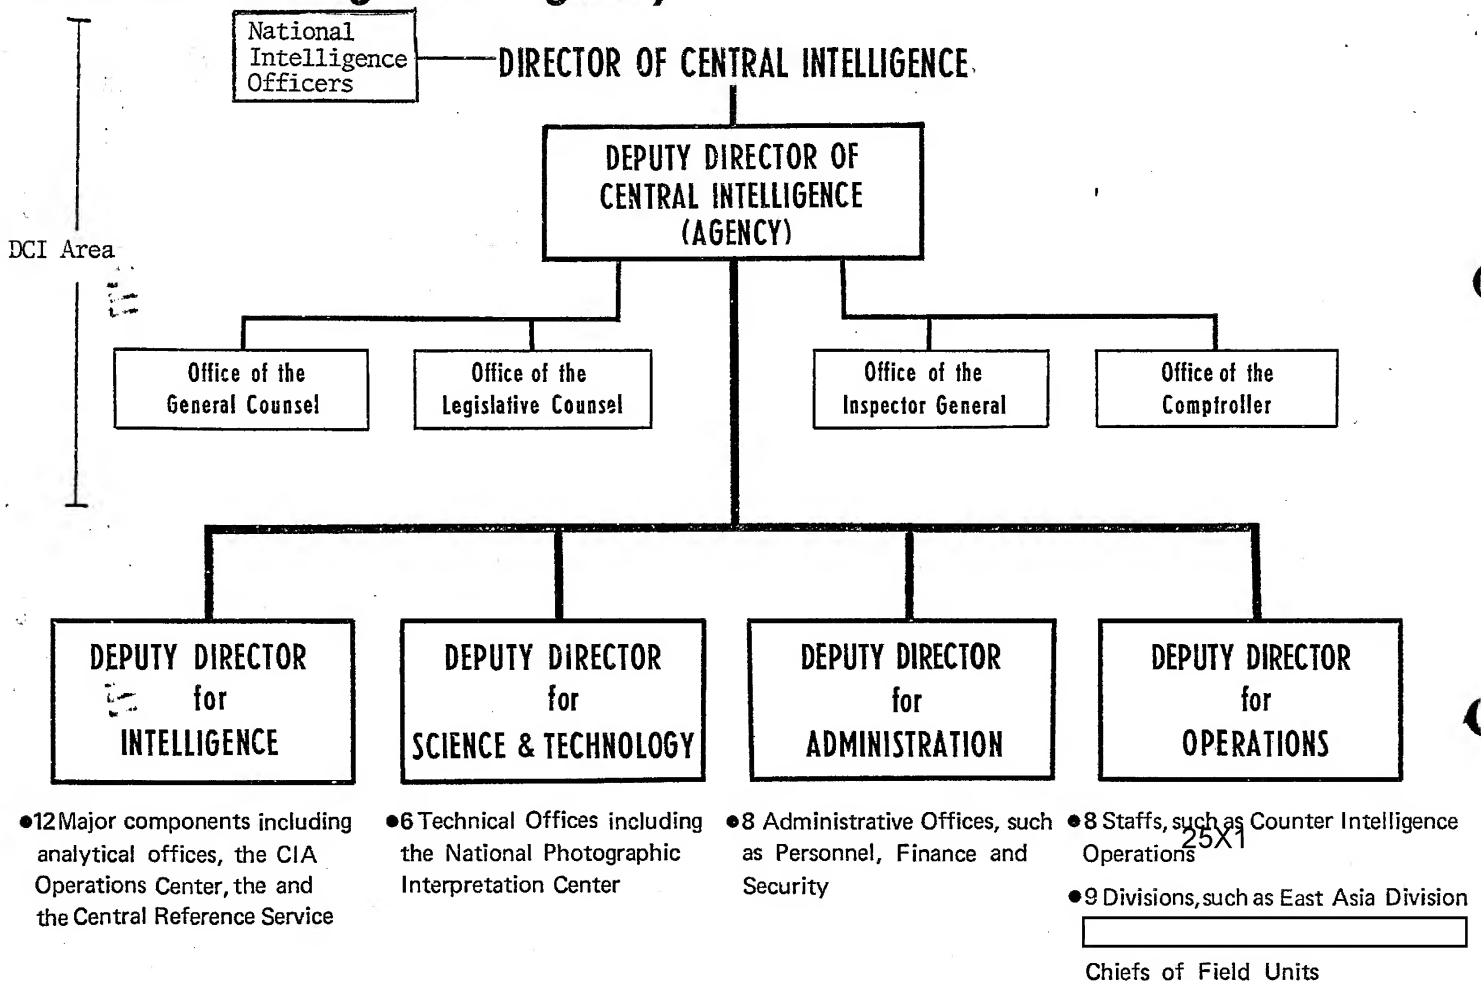 National
Intelligence
Officers
DIRECTOR OF CENTRAL INTELLIGENCE
DEPUTY DIRECTOR OF
CENTRAL INTELLIGENCE
(AGENCY)
DCI Area
Office of the
General Counsel
Office of the
Legislative Counsel
Office of the
Inspector General
Office of the
Comptroller
DEPUTY DIRECTOR
for
INTELLIGENCE
DEPUTY DIRECTOR
for
SCIENCE & TECHNOLOGY
DEPUTY DIRECTOR
for
ADMINISTRATION
DEPUTY DIRECTOR
for
OPERATIONS
●12 Major components including
analytical offices, the CIA
Operations Center, the and
the Central Reference Service
●6 Technical Offices including
the National Photographic
Interpretation Center
●8 Administrative Offices, such
as Personnel, Finance and
Security
●8 Staffs, such as Counter Intelligence
Operations
25X1
●9 Divisions, such as East Asia Division
Chiefs of Field Units